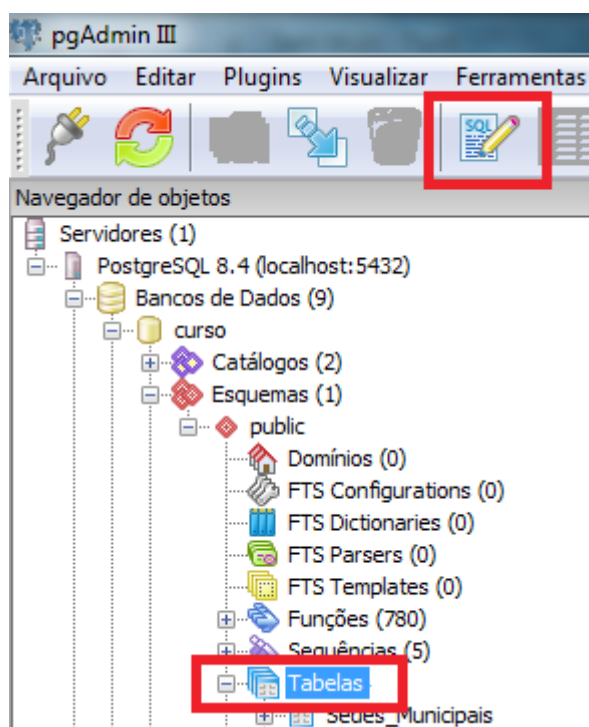 pgAdmin III
Arquivo Editar Plugins Visualizar Ferramentas
SQL
Navegador de objetos
Servidores (1)
PostgreSQL 8.4 (localhost:5432)
Bancos de Dados (9)
curso
Catálogos (2)
Esquemas (1)
public
Domínios (0)
FTS Configurations (0)
FTS Dictionaries (0)
FTS Parsers (0)
FTS Templates (0)
Funções (780)
Sequências (5)
Tabelas
Sedes_Municipais